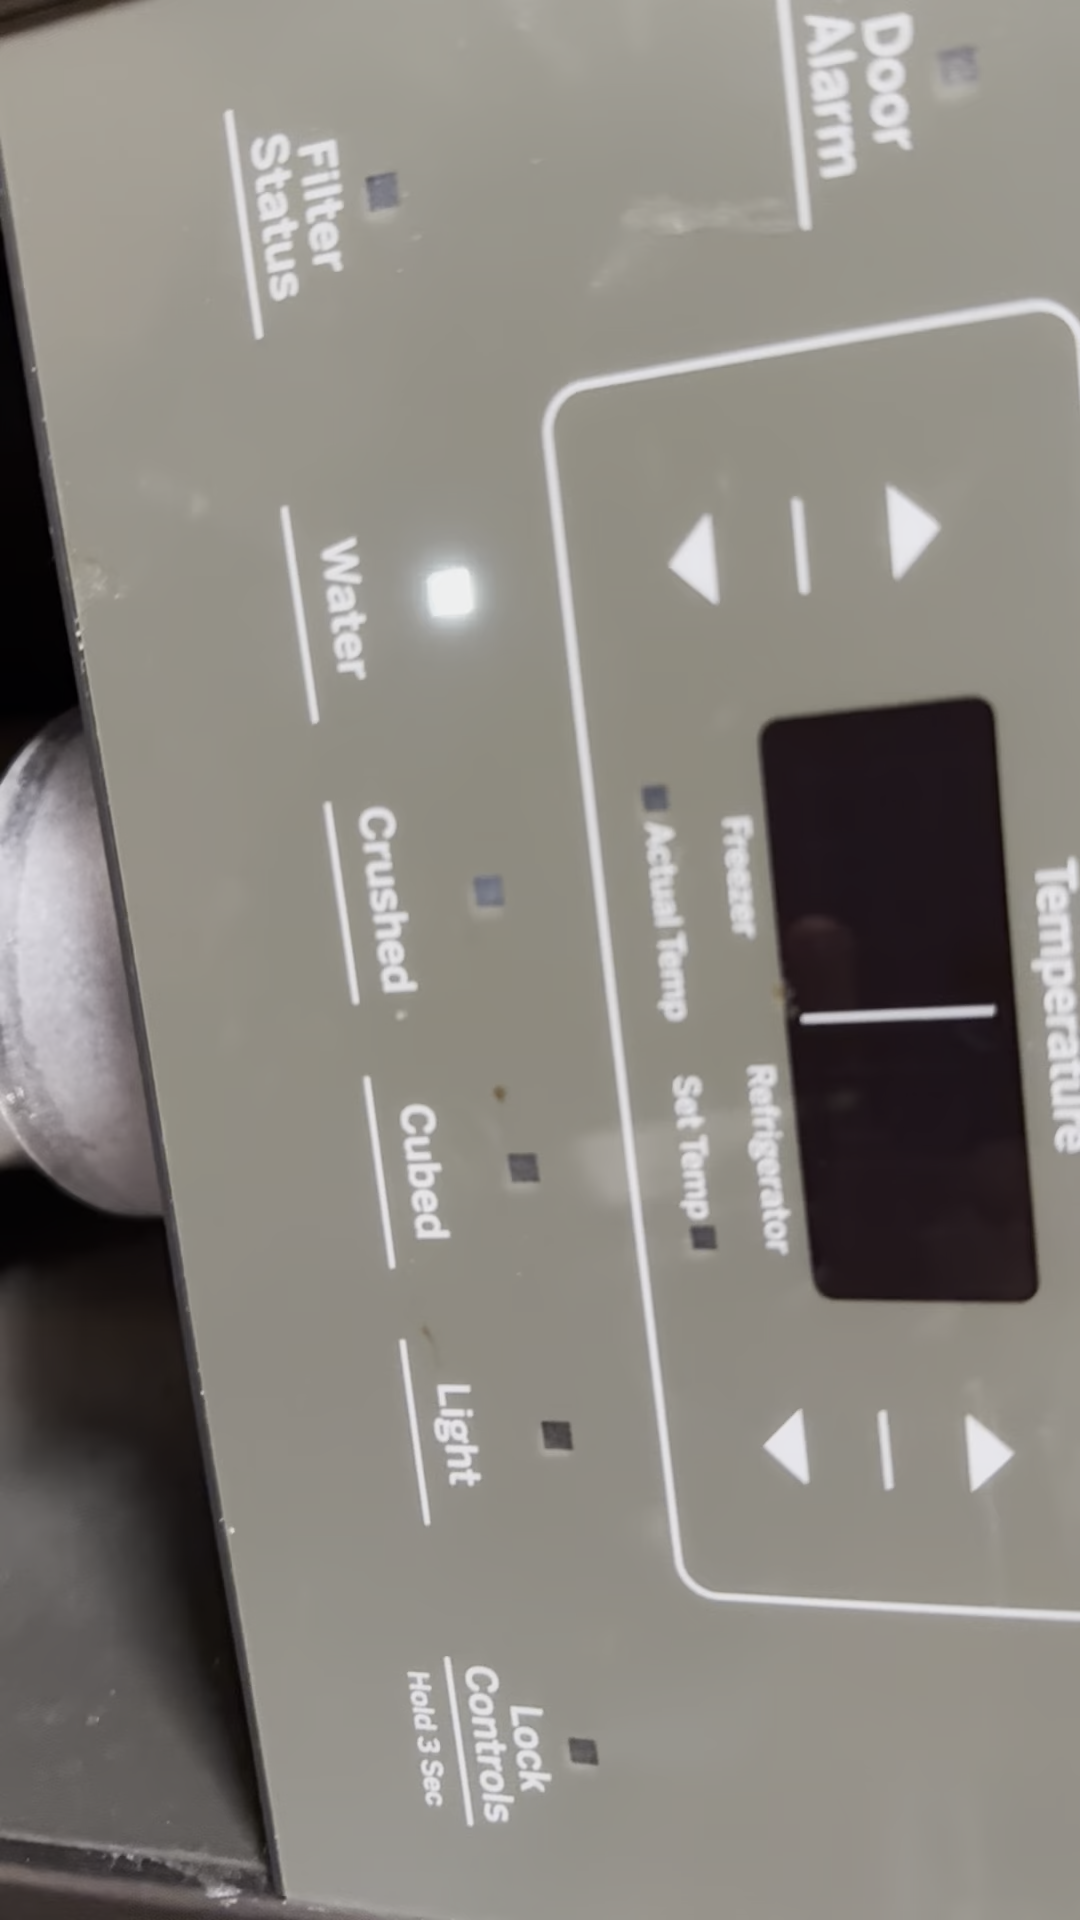 Door
Alarm
Temperature
Freezer
Refrigerator
Actual Temp
Set Temp
Filter
Status
Water
Crushed
Cubed
Light
Lock
Controls
Hold 3 Sec